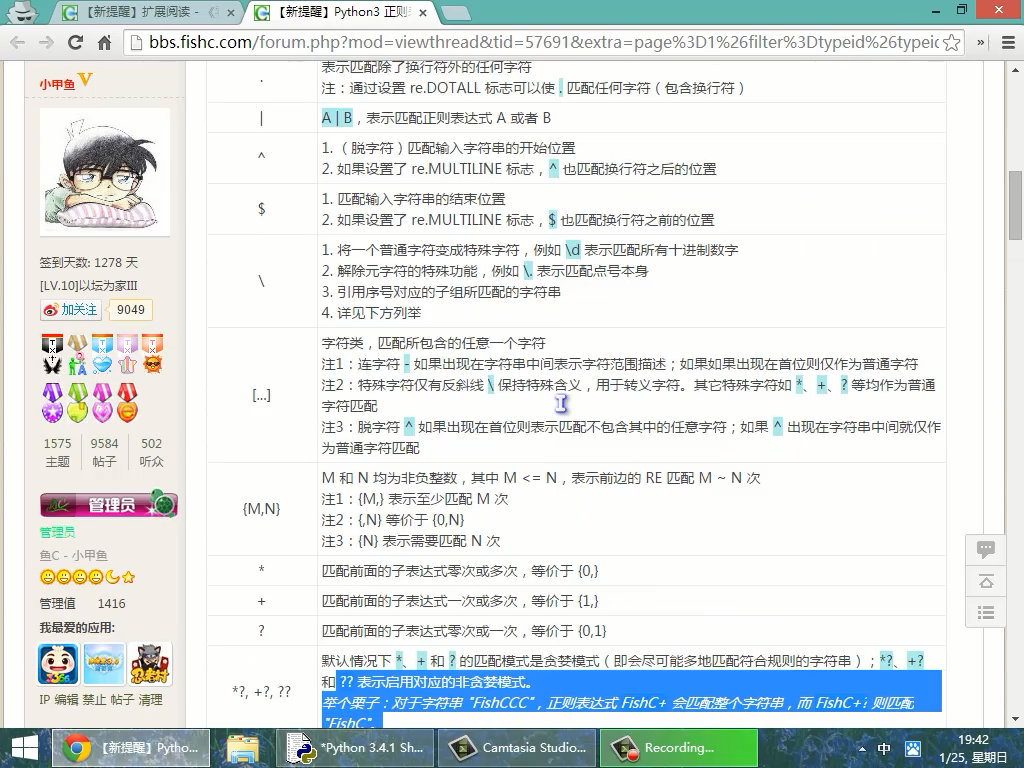 【新提醒】扩展阅读 - 《
【新提醒】Python3 正则
bbs.fishc.com/forum.php?mod=viewthread&tid=57691&extra=page%3D1%26filter%3Dtypeid%26typeic
小甲鱼
签到天数: 1278 天
[LV.10]以坛为家III
加关注 9049
1575 9584 502
主题 帖子 听众
管理员
管理员
鱼C - 小甲鱼
管理值 1416
我最爱的应用:
IP 编辑 禁止 帖子 清理
. 表示匹配除了换行符外的任何字符
注：通过设置 re.DOTALL 标志可以使 . 匹配任何字符（包含换行符）
| A | B，表示匹配正则表达式 A 或者 B
^ 1. （脱字符）匹配输入字符串的开始位置
2. 如果设置了 re.MULTILINE 标志，^ 也匹配换行符之后的位置
$ 1. 匹配输入字符串的结束位置
2. 如果设置了 re.MULTILINE 标志，$ 也匹配换行符之前的位置
\ 1. 将一个普通字符变成特殊字符，例如 \d 表示匹配所有十进制数字
2. 解除元字符的特殊功能，例如 \. 表示匹配点号本身
3. 引用序号对应的子组所匹配的字符串
4. 详见下方列举
[...] 字符类，匹配所包含的任意一个字符
注1：连字符 - 如果出现在字符串中间表示字符范围描述；如果如果出现在首位则仅作为普通字符
注2：特殊字符仅有反斜线 \ 保持特殊含义，用于转义字符。其它特殊字符如 *、+、? 等均作为普通
字符匹配
注3：脱字符 ^ 如果出现在首位则表示匹配不包含其中的任意字符；如果 ^ 出现在字符串中间就仅作
为普通字符匹配
{M,N} M 和 N 均为非负整数，其中 M <= N，表示前边的 RE 匹配 M ~ N 次
注1：{M,} 表示至少匹配 M 次
注2：{,N} 等价于 {0,N}
注3：{N} 表示需要匹配 N 次
* 匹配前面的子表达式零次或多次，等价于 {0,}
+ 匹配前面的子表达式一次或多次，等价于 {1,}
? 匹配前面的子表达式零次或一次，等价于 {0,1}
*?, +?, ?? 默认情况下 *、+ 和 ? 的匹配模式是贪婪模式（即会尽可能多地匹配符合规则的字符串）；*?、+?
和 ?? 表示启用对应的非贪婪模式。
举个栗子：对于字符串 "FishCCC"，正则表达式 FishC+ 会匹配整个字符串，而 FishC+? 则匹配
"FishC"。
【新提醒】Pytho...
*Python 3.4.1 Sh...
Camtasia Studio...
Recording...
中
19:42
1/25, 星期日